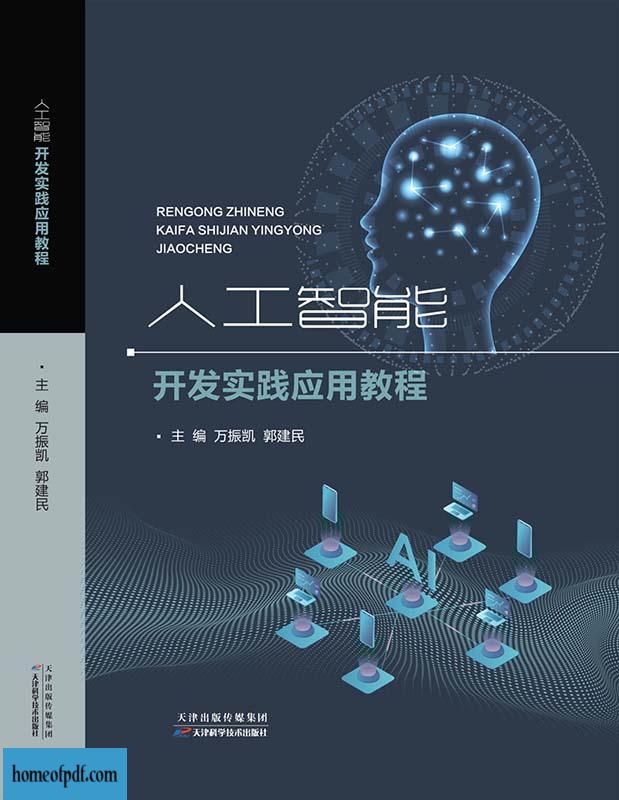 人工智能
开发实践应用教程
· 主 编 万振凯 郭建民
天津出版传媒集团
天津科学技术出版社
RENGONG ZHINENG
KAIFA SHIJIAN YINGYONG
JIAOCHENG
人工智能
开发实践应用教程
· 主 编 万振凯 郭建民
AI
天津出版传媒集团
天津科学技术出版社
homeofpdf.com